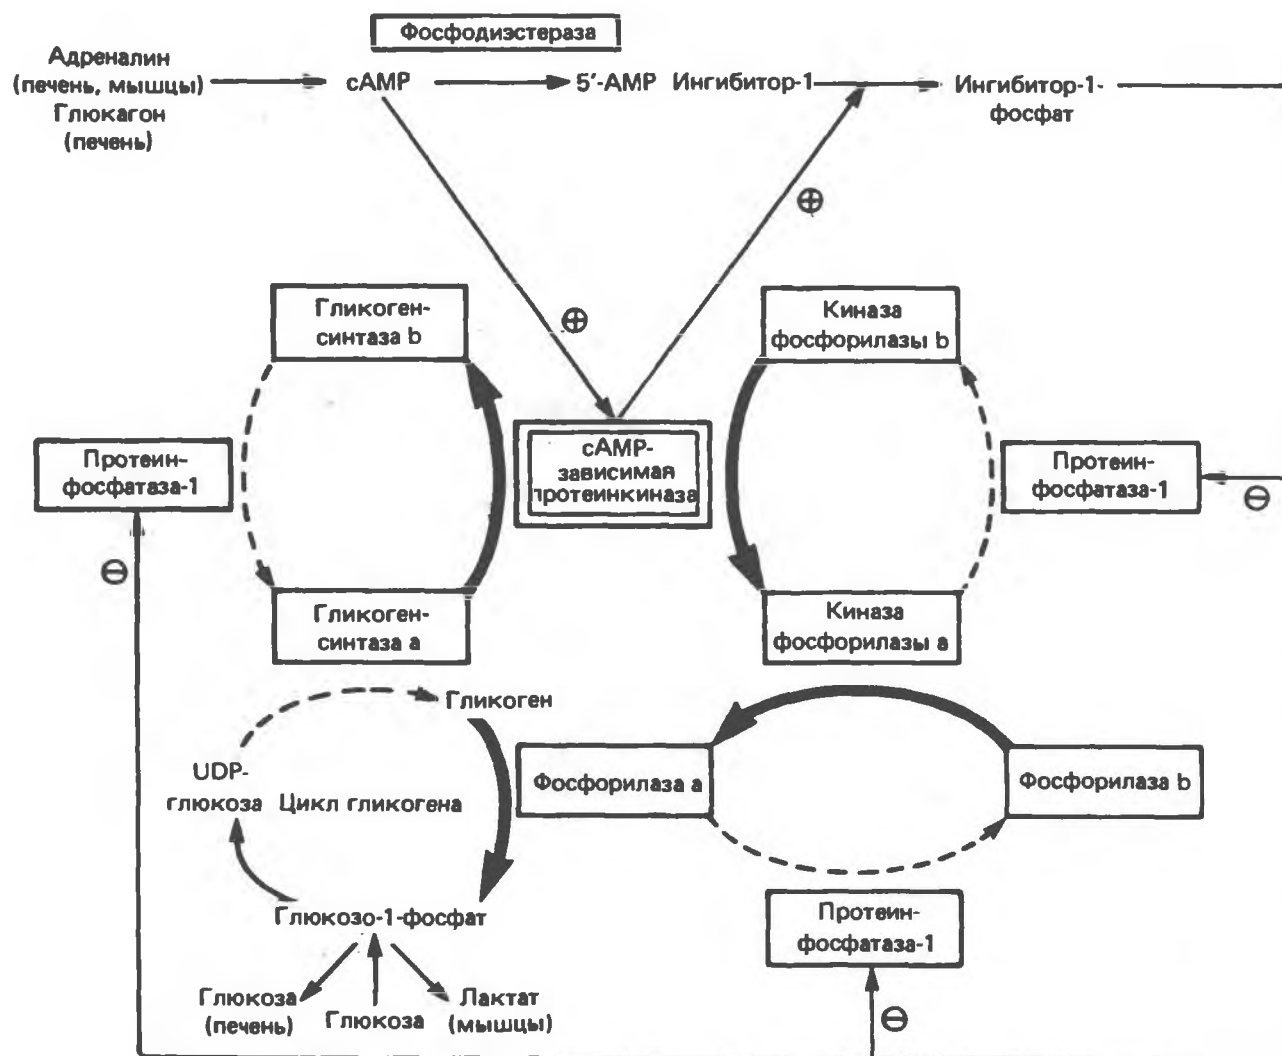 Фосфодиэстераза
Адреналин
(печень, мышцы)
Глюкагон
(печень)
cAMP
5'-AMP
Ингибитор-1
Ингибитор-1-
фосфат
⊕
⊕
Гликоген-
синтаза b
Киназа
фосфорилазы b
Протеин-
фосфатаза-1
cAMP-
зависимая
протеинкиназа
Протеин-
фосфатаза-1
⊖
⊖
Гликоген-
синтаза a
Киназа
фосфорилазы a
Гликоген
UDP-
глюкоза
Цикл гликогена
Фосфорилаза a
Фосфорилаза b
Глюкозо-1-фосфат
Протеин-
фосфатаза-1
Глюкоза
(печень)
Глюкоза
Лактат
(мышцы)
⊖